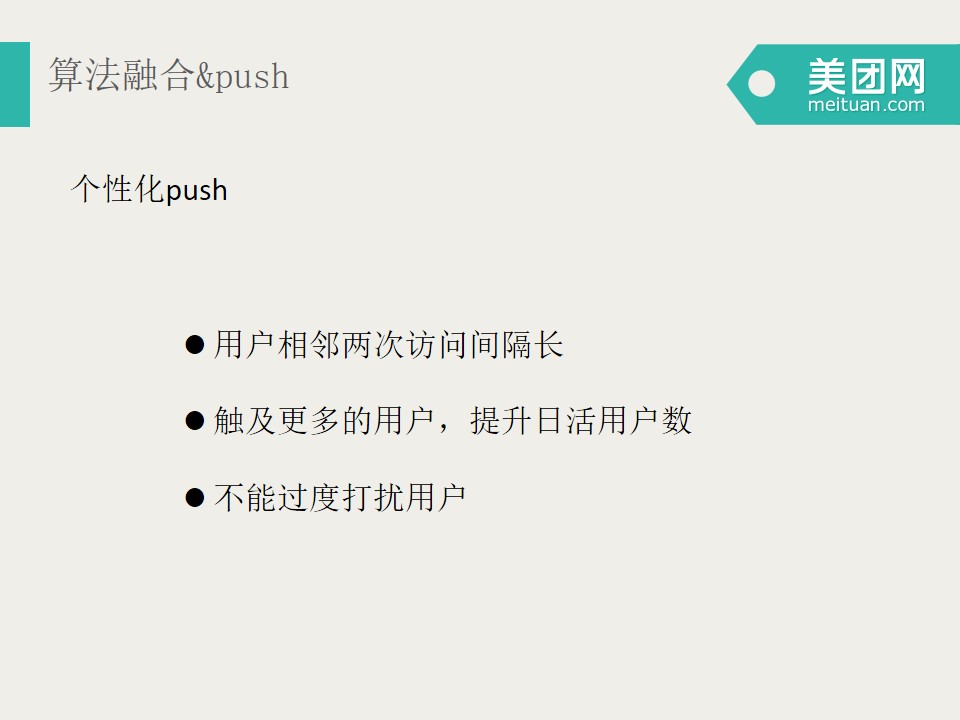 算法融合&push
美团网
meituan.com
个性化push
用户相邻两次访问间隔长
触及更多的用户，提升日活用户数
不能过度打扰用户